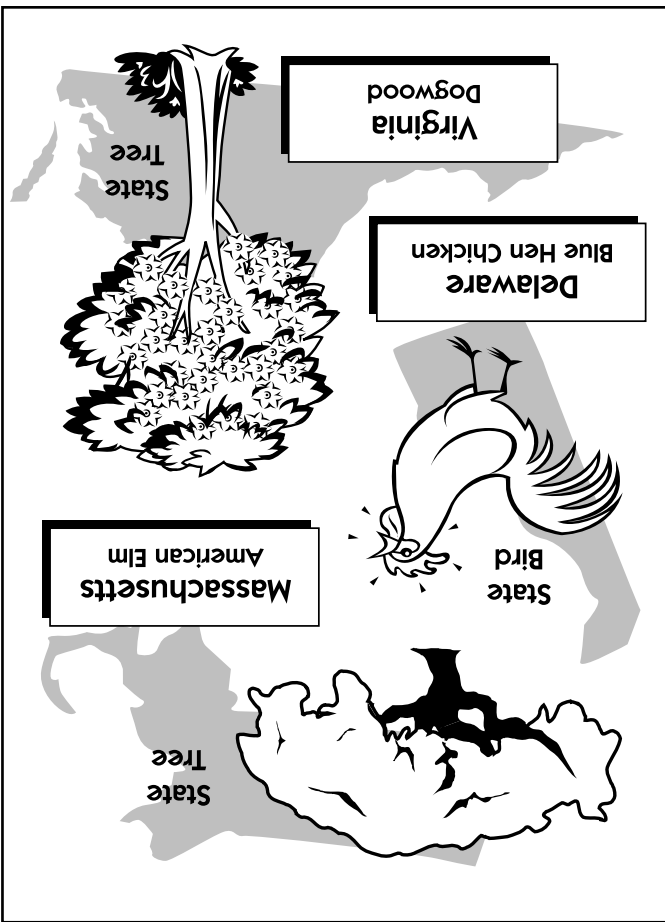 State
Tree
Massachusetts
American Elm
State
Bird
Delaware
Blue Hen Chicken
State
Tree
Virginia
Dogwood